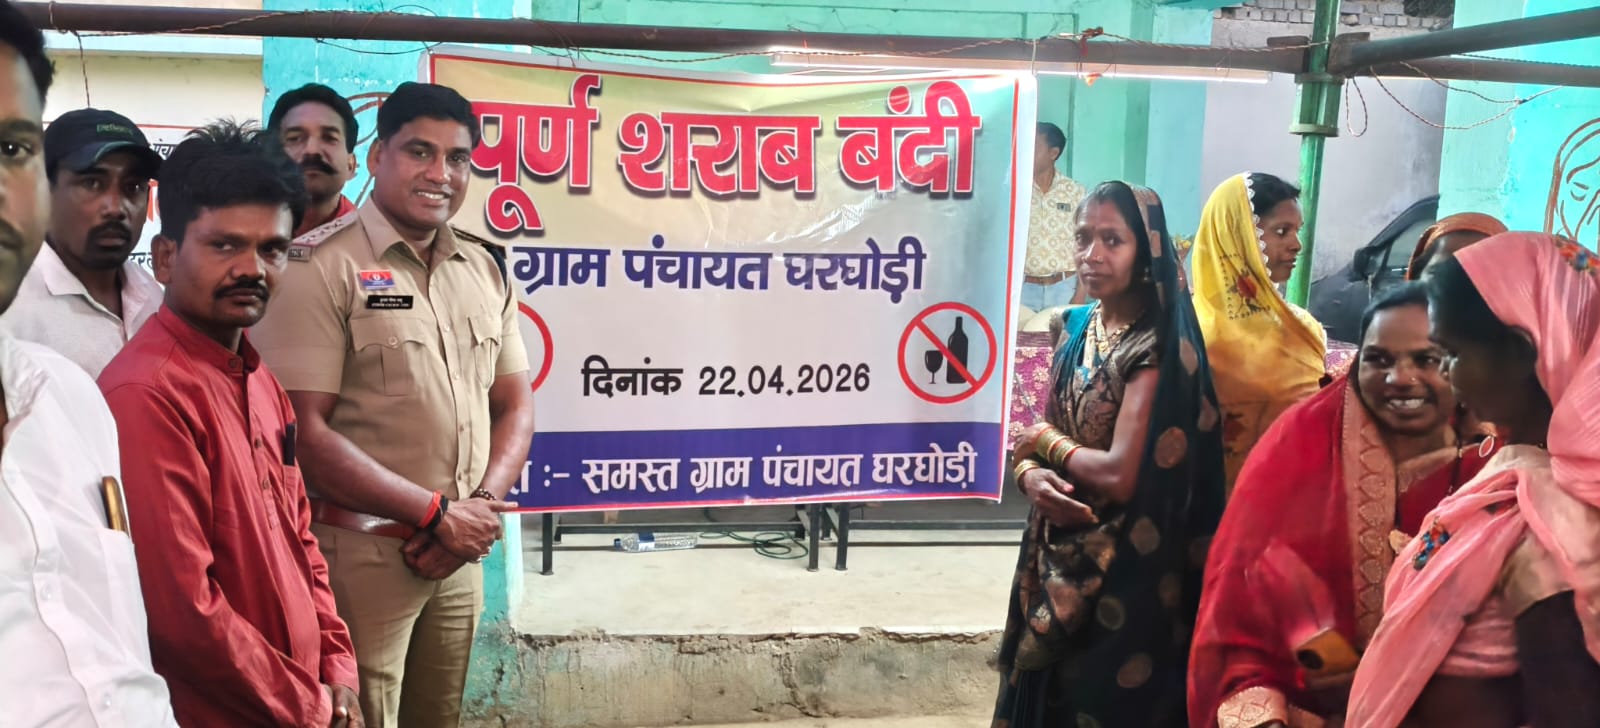 पूर्ण शराब बंदी
ग्राम पंचायत घरघोड़ी
दिनांक 22.04.2026
:- समस्त ग्राम पंचायत घरघोड़ी